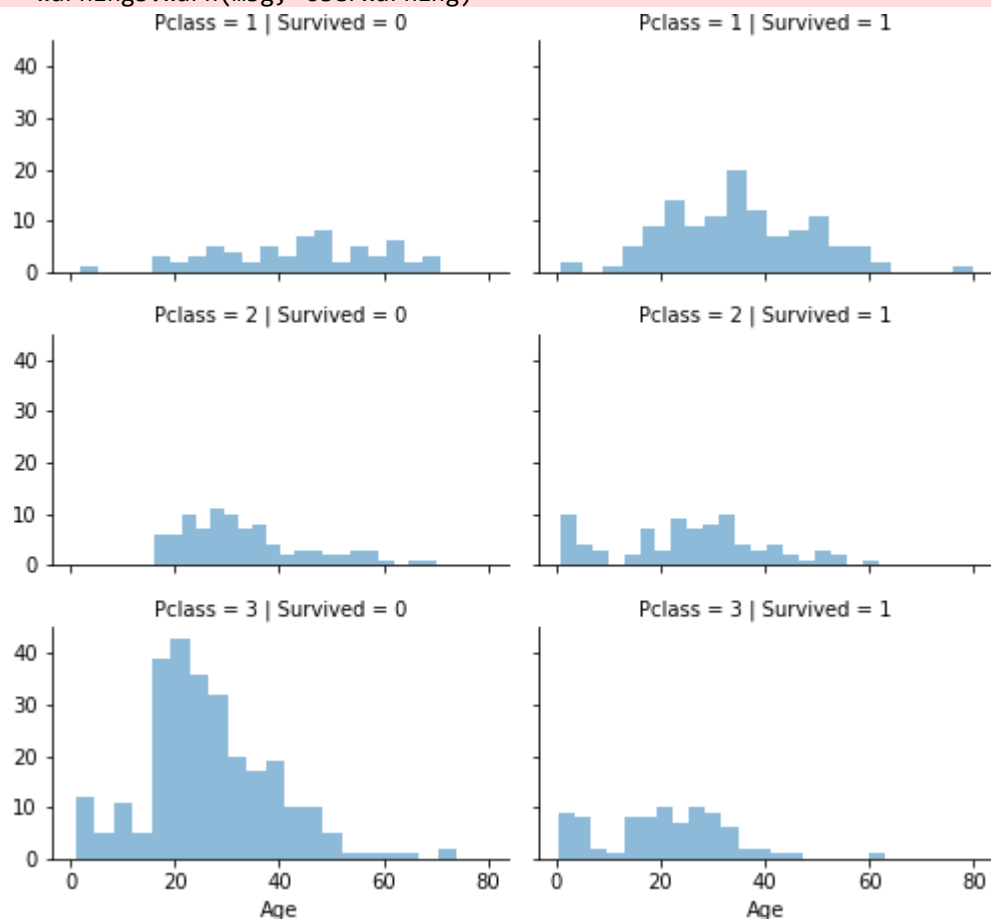 Pclass = 1 | Survived = 0
Pclass = 1 | Survived = 1
40
30
20
10
0
Pclass = 2 | Survived = 0
Pclass = 2 | Survived = 1
40
30
20
10
0
Pclass = 3 | Survived = 0
Pclass = 3 | Survived = 1
40
30
20
10
0
0 20 40 60 80 0 20 40 60 80
Age Age